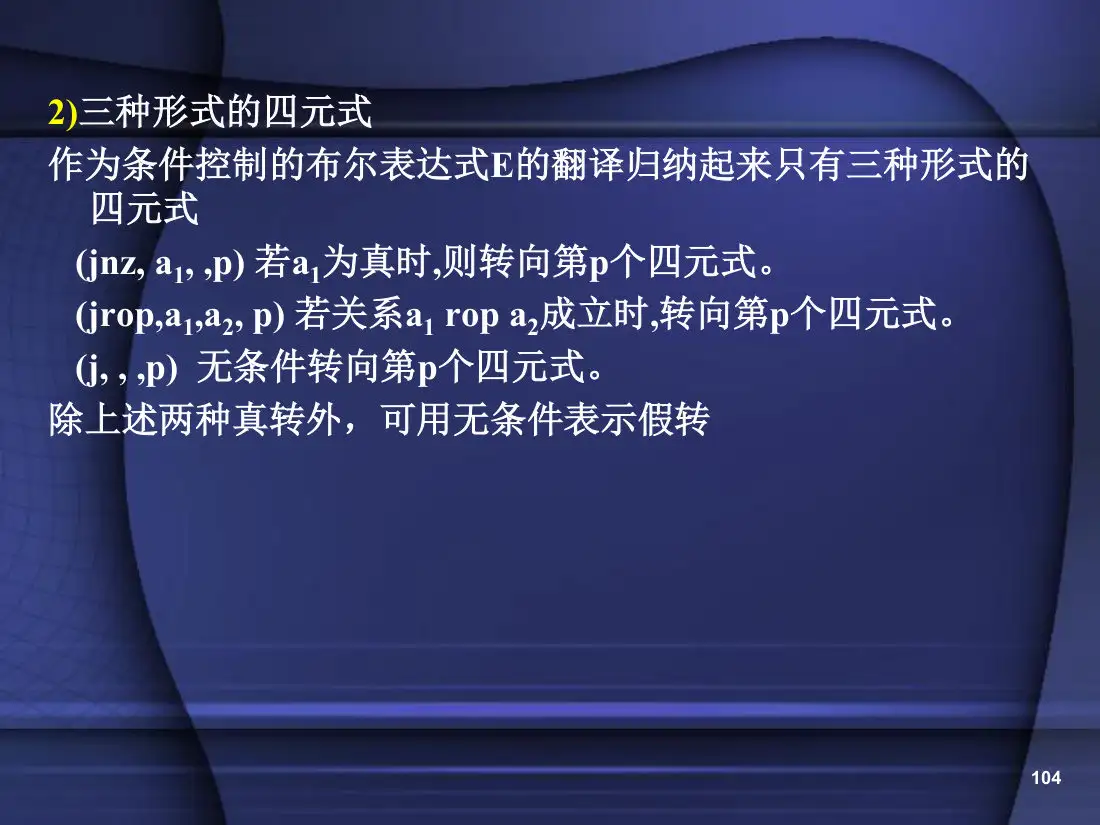 2)三种形式的四元式
作为条件控制的布尔表达式E的翻译归纳起来只有三种形式的
四元式
(jnz, a₁, ,p) 若a₁为真时,则转向第p个四元式。
(jrop,a₁,a₂, p) 若关系a₁ rop a₂成立时,转向第p个四元式。
(j, , ,p) 无条件转向第p个四元式。
除上述两种真转外，可用无条件表示假转
104